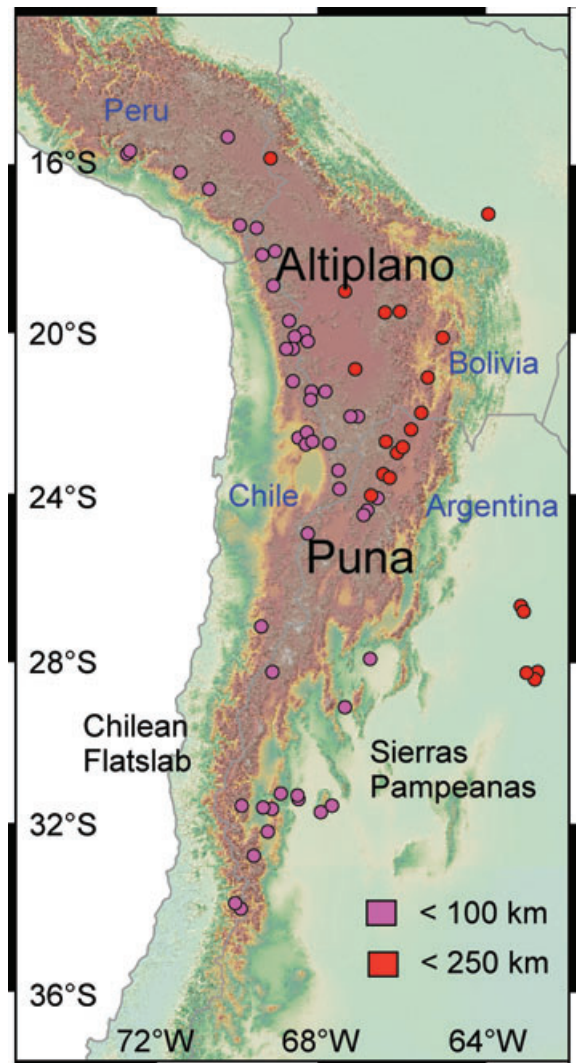 Peru
16°S
Altiplano
20°S
Bolivia
24°S
Chile
Argentina
Puna
28°S
Chilean
Flatslab
Sierras
Pampeanas
32°S
< 100 km
< 250 km
36°S
72°W
68°W
64°W